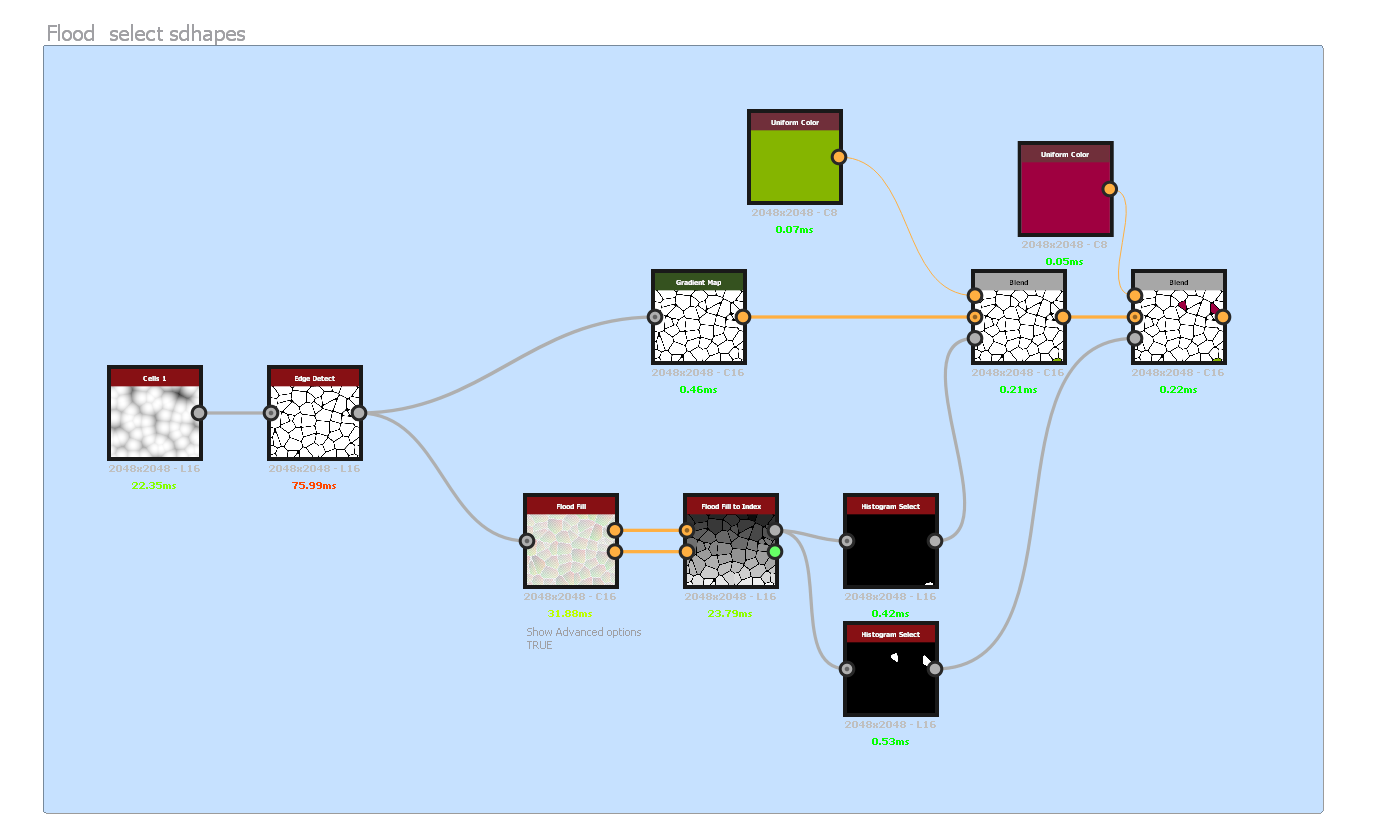 Flood select sdhapes
Uniform Color
2048x2048 - C8
0.07ms
Uniform Color
2048x2048 - C8
0.05ms
Gradient Map
2048x2048 - C16
0.46ms
Blend
2048x2048 - C16
0.21ms
Blend
2048x2048 - C16
0.22ms
Cells 1
2048x2048 - L16
22.35ms
Edge Detect
2048x2048 - L16
75.99ms
Flood Fill
2048x2048 - C16
31.80ms
Show Advanced options
TRUE
Flood Fill to Index
2048x2048 - L16
23.79ms
Histogram Select
2048x2048 - L16
0.42ms
Histogram Select
2048x2048 - L16
0.53ms